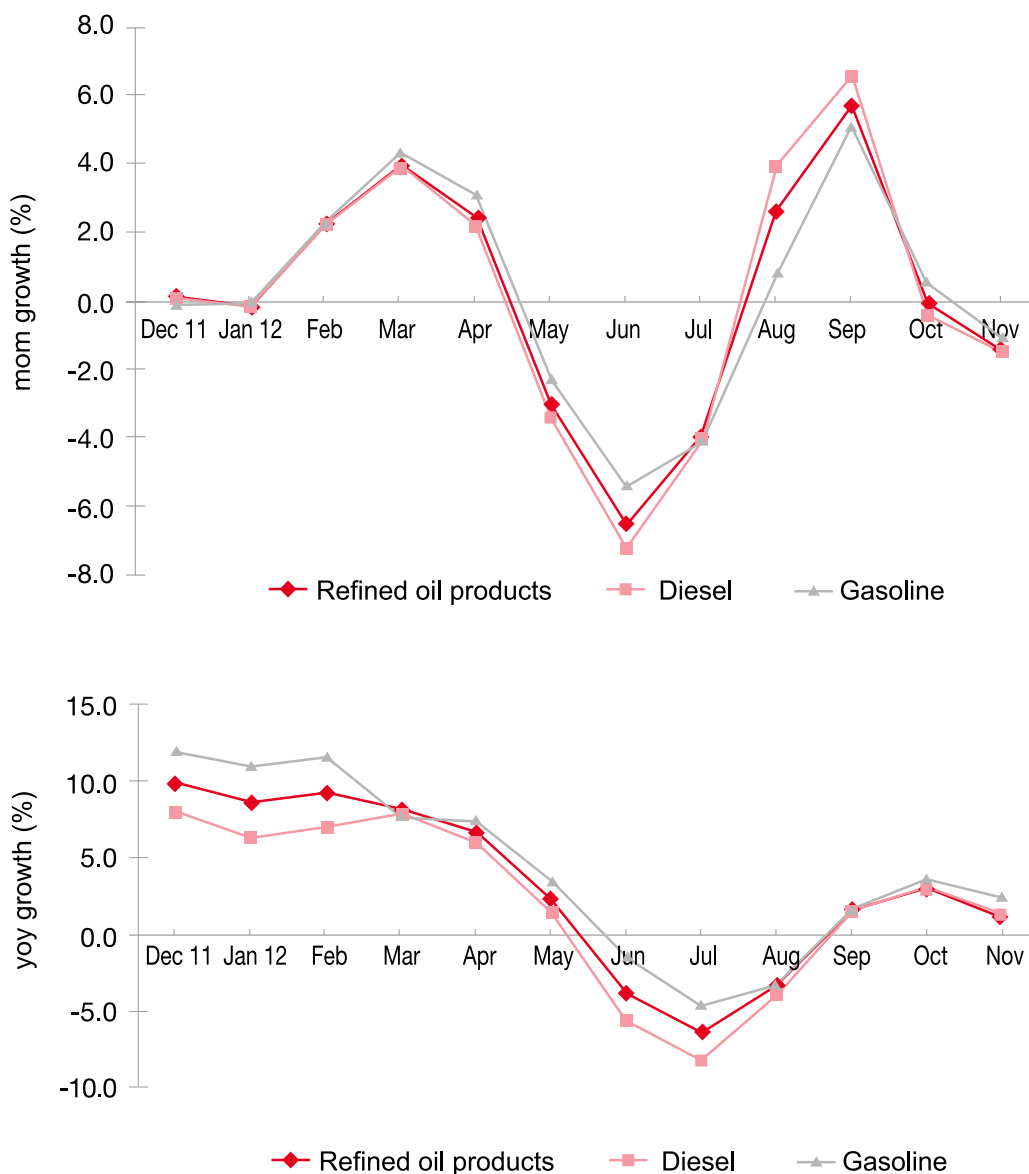 mom growth (%)
8.0
6.0
4.0
2.0
0.0
-2.0
-4.0
-6.0
-8.0
Dec 11 Jan 12 Feb Mar Apr May Jun Jul Aug Sep Oct Nov
Refined oil products Diesel Gasoline
yoy growth (%)
15.0
10.0
5.0
0.0
-5.0
-10.0
Dec 11 Jan 12 Feb Mar Apr May Jun Jul Aug Sep Oct Nov
Refined oil products Diesel Gasoline